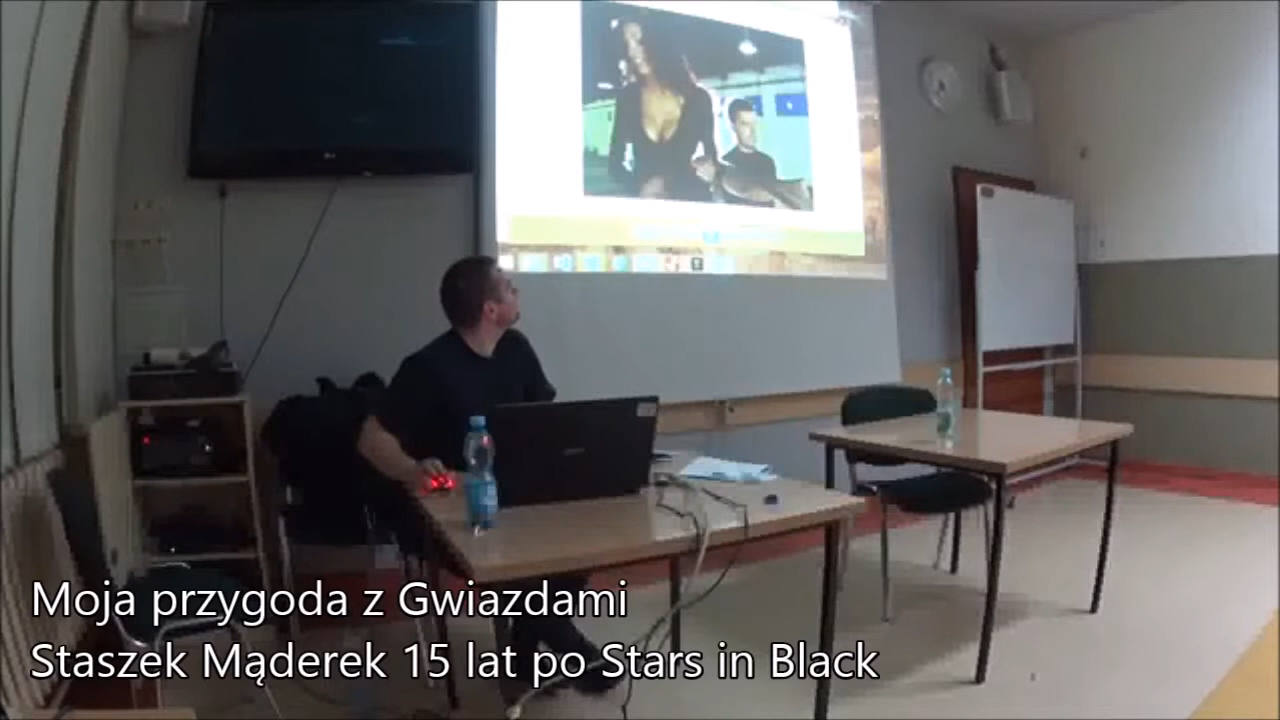 Moja przygoda z Gwiazdami
Staszek Mąderek 15 lat po Stars in Black